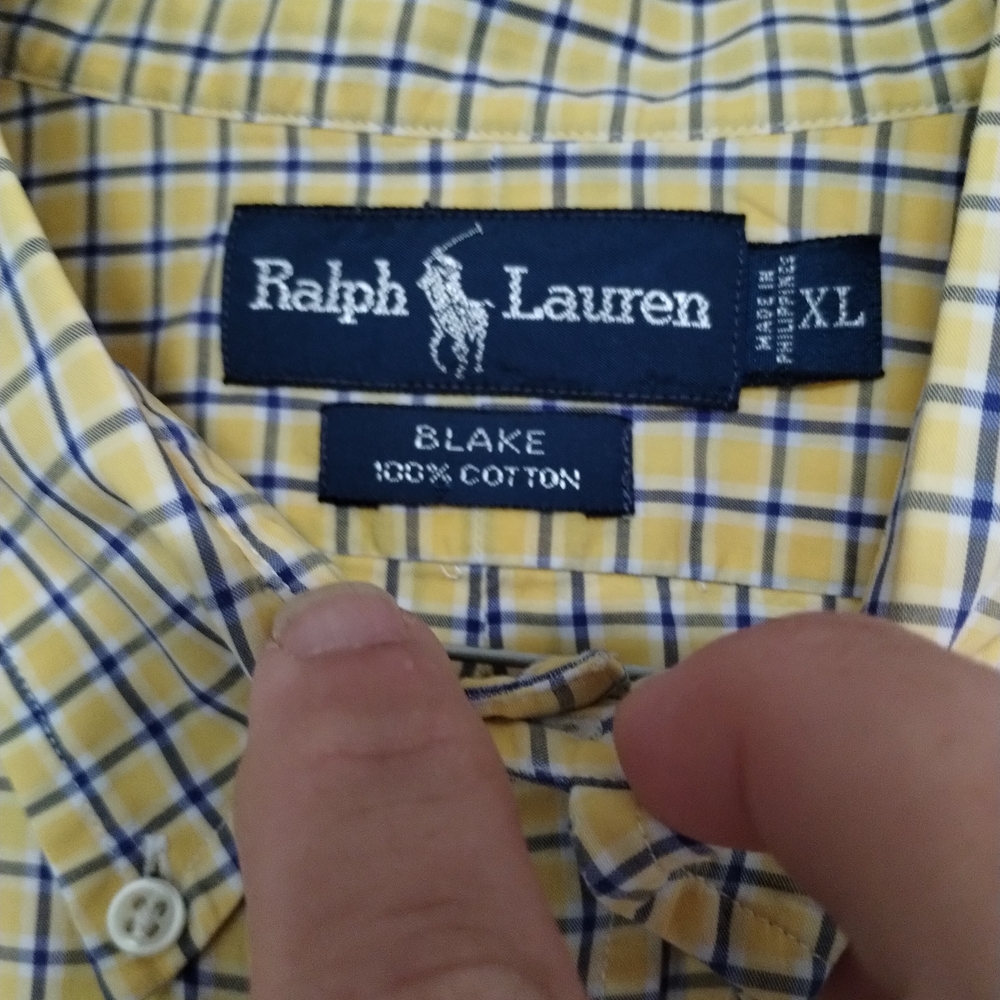 Ralph Lauren
MADE IN
PHILIPPINES
XL
BLAKE
100% COTTON